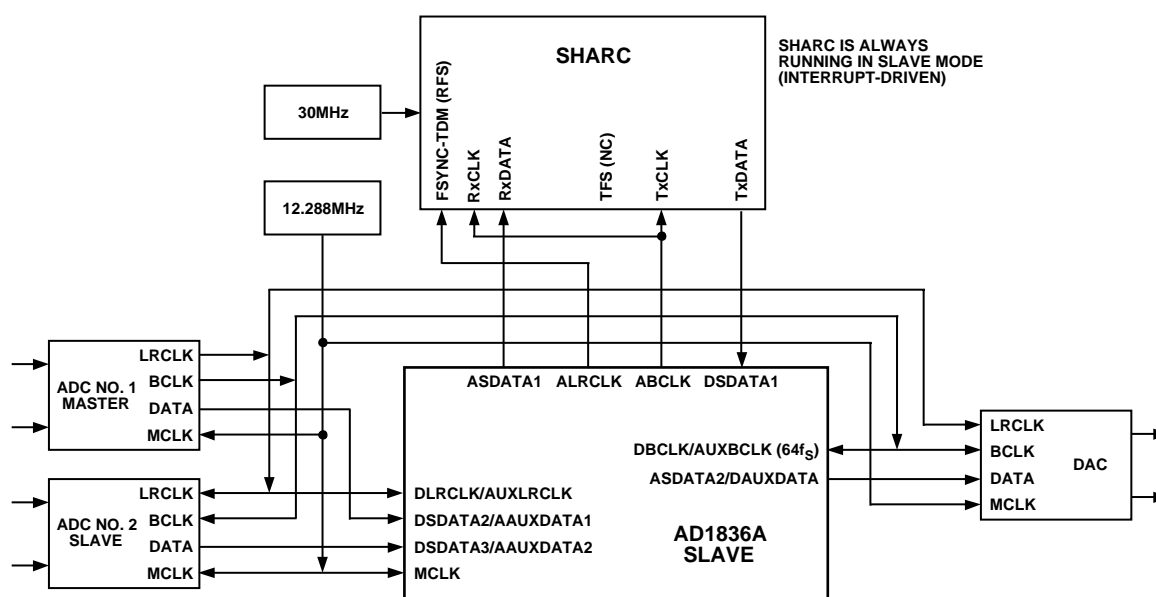 SHARC
SHARC IS ALWAYS
RUNNING IN SLAVE MODE
(INTERRUPT-DRIVEN)
30MHz
12.288MHz
FSYNC-TDM (RFS)
RxCLK
RxDATA
TFS (NC)
TxCLK
TxDATA
ADC NO. 1
MASTER
LRCLK
BCLK
DATA
MCLK
ADC NO. 2
SLAVE
LRCLK
BCLK
DATA
MCLK
ASDATA1
ALRCLK
ABCLK
DSDATA1
DBCLK/AUXBCLK (64fS)
ASDATA2/DAUXDATA
DLRCLK/AUXLRCLK
DSDATA2/AAUXDATA1
DSDATA3/AAUXDATA2
MCLK
AD1836A
SLAVE
LRCLK
BCLK
DATA
MCLK
DAC